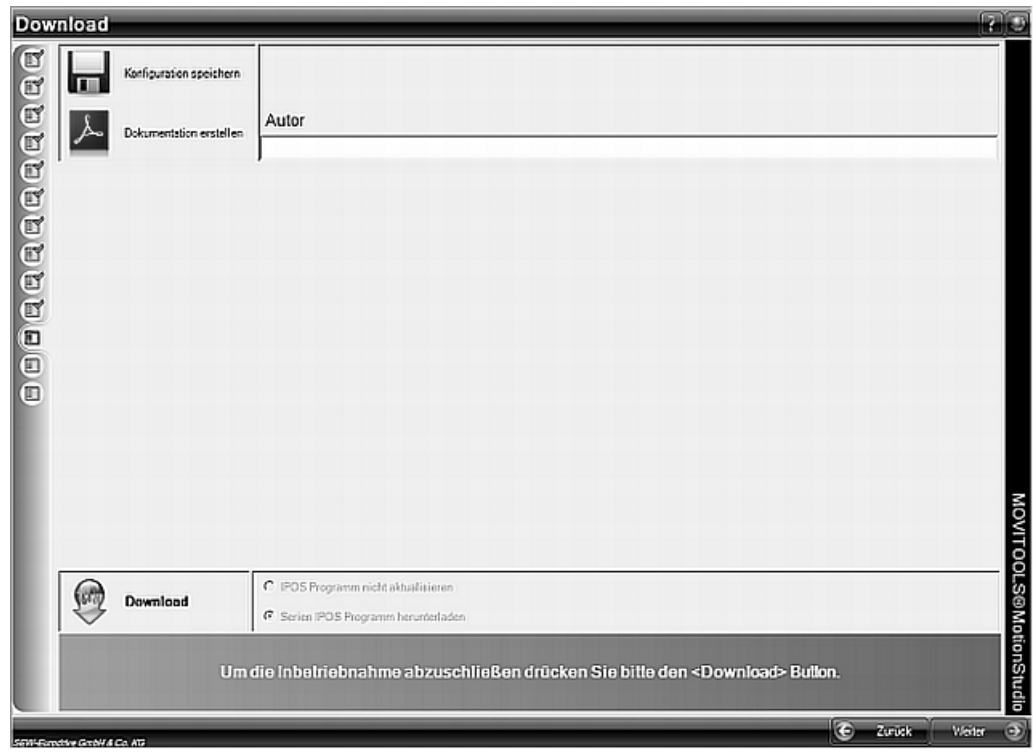 Download
?
Konfiguration speichern
Dokumentation erstellen
Autor
Download
IPOS Programm nicht aktualisieren
Serien IPOS Programm herunterladen
Um die Inbetriebnahme abzuschließen drücken Sie bitte den <Download> Button.
MOVITOOLS®MotionStudio
Zurück
Weiter
SEW-Eurodrive GmbH & Co. KG